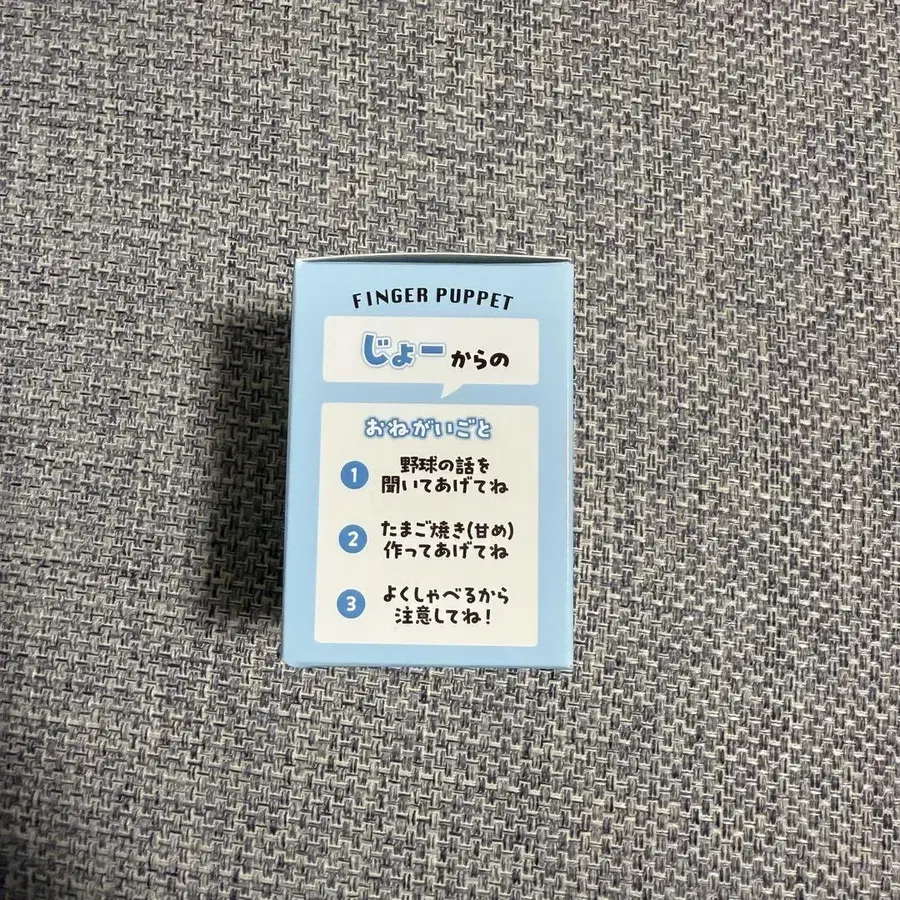 FINGER PUPPET
じょーからの
おねがいごと
1 野球の話を
聞いてあげてね
2 たまご焼き(甘め)
作ってあげてね
3 よくしゃべるから
注意してね!